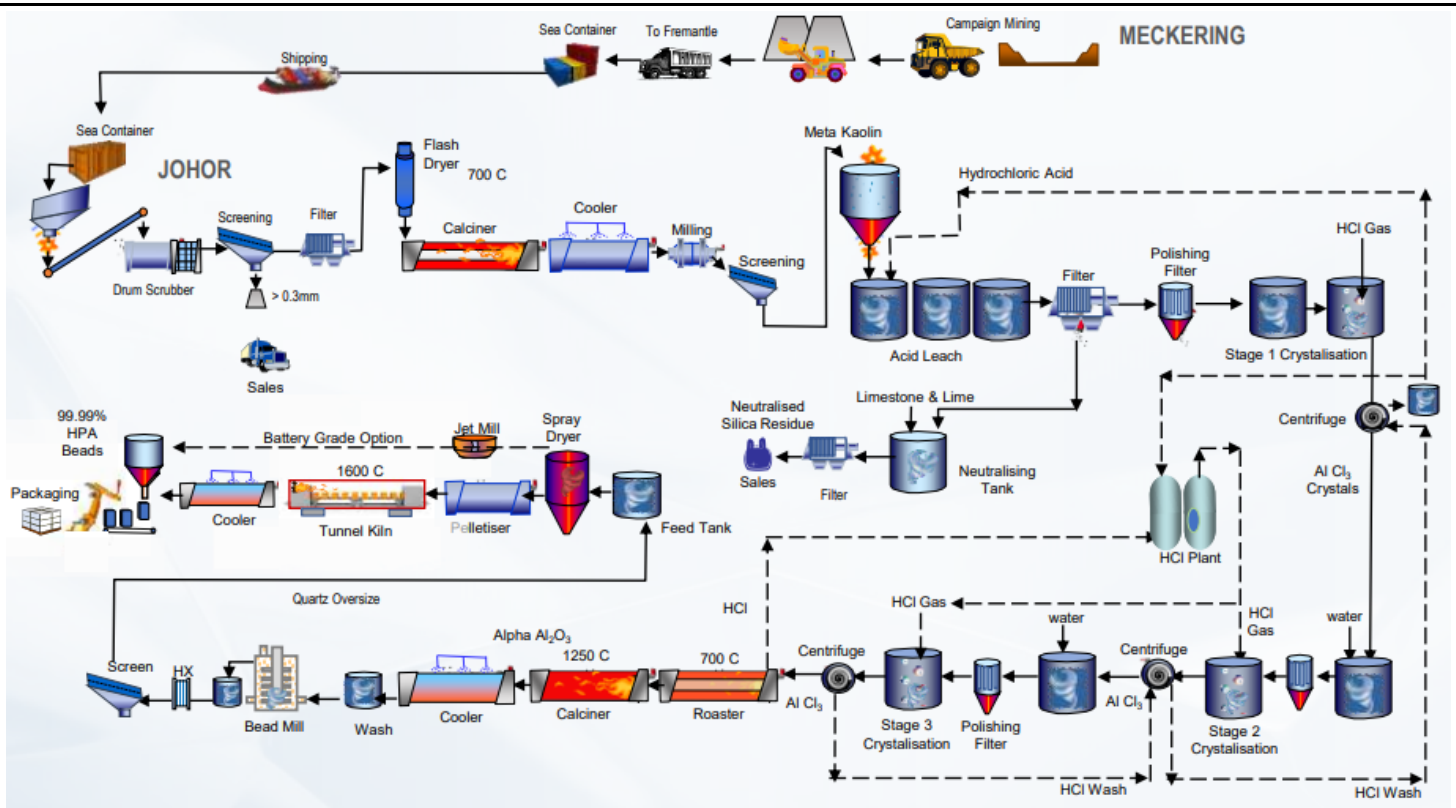 Campaign Mining
MECKERING
To Fremantle
Sea Container
Shipping
Sea Container
JOHOR
Flash
Dryer
700 C
Meta Kaolin
Hydrochloric Acid
HCl Gas
Screening
Filter
Calciner
Cooler
Milling
Screening
Drum Scrubber
> 0.3mm
Sales
Filter
Polishing
Filter
Acid Leach
Stage 1 Crystalisation
Limestone & Lime
Neutralised
Silica Residue
Sales
Filter
Neutralising
Tank
Centrifuge
Al Cl3
Crystals
HCl Plant
99.99%
HPA
Beads
Battery Grade Option
Jet Mill
Spray
Dryer
1600 C
Packaging
Cooler
Tunnel Kiln
Pelletiser
Feed Tank
Quartz Oversize
HCl
HCl Gas
water
HCl
Gas
water
Screen
HX
Bead Mill
Wash
Alpha Al2O3
1250 C
700 C
Cooler
Calciner
Roaster
Centrifuge
Al Cl3
Stage 3
Crystalisation
Polishing
Filter
Centrifuge
Al Cl3
Stage 2
Crystalisation
HCl Wash
HCl Wash